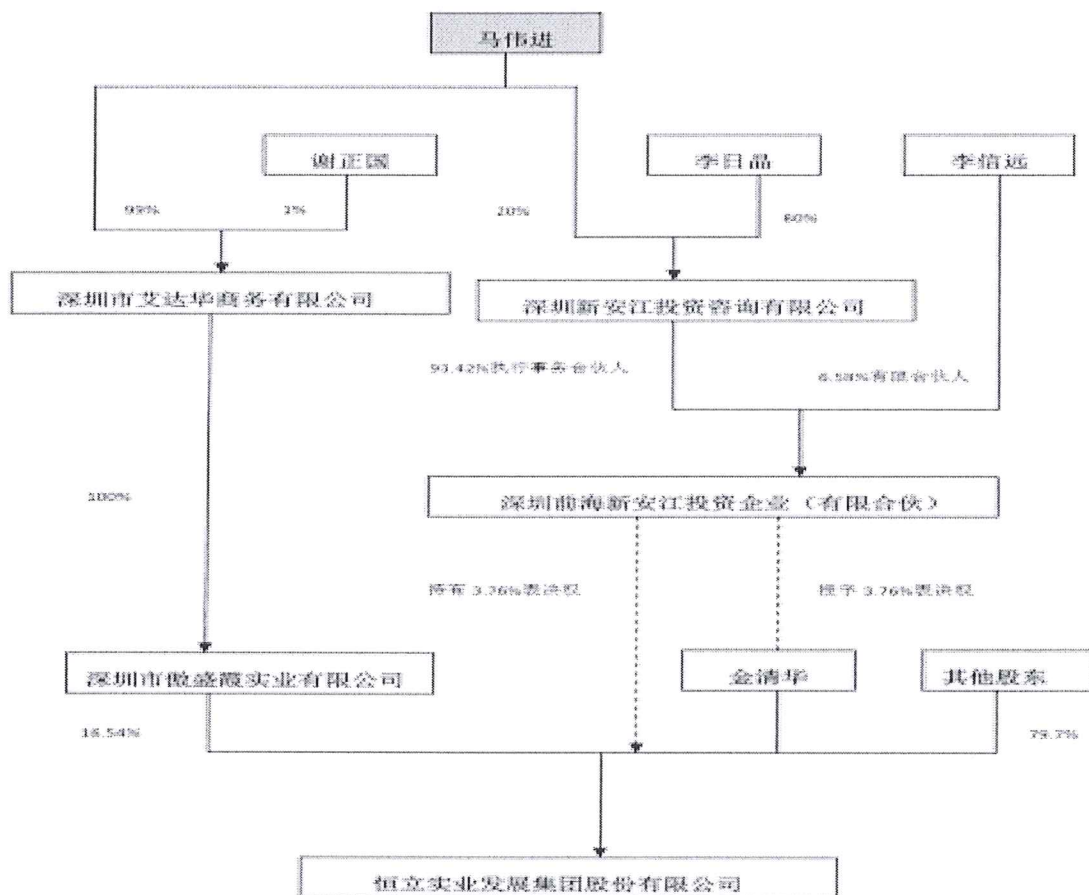 马伟进
谢正国
李日晶
李信远
99%
1%
20%
80%
深圳市艾达华商务有限公司
深圳新安江投资咨询有限公司
93.42%执行事务合伙人
6.58%有限合伙人
100%
深圳前海新安江投资企业（有限合伙）
持有 3.76%表决权
授予 3.76%表决权
深圳市傲盛霞实业有限公司
金清华
其他股东
16.54%
79.7%
恒立实业发展集团股份有限公司